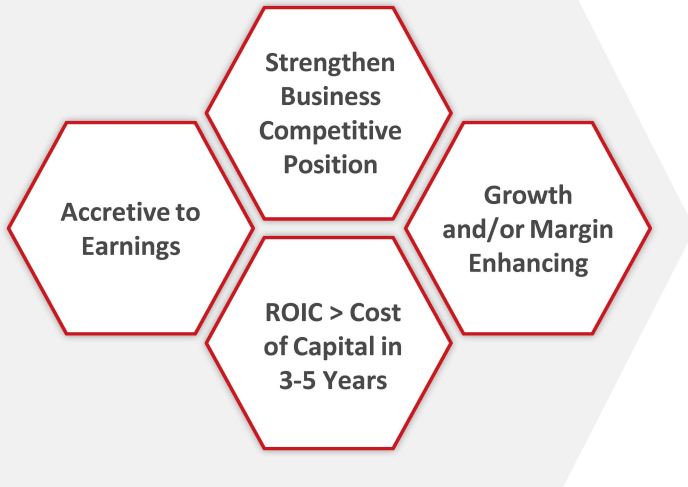 Strengthen
Business
Competitive
Position
Accretive to
Earnings
Growth
and/or Margin
Enhancing
ROIC > Cost
of Capital in
3-5 Years